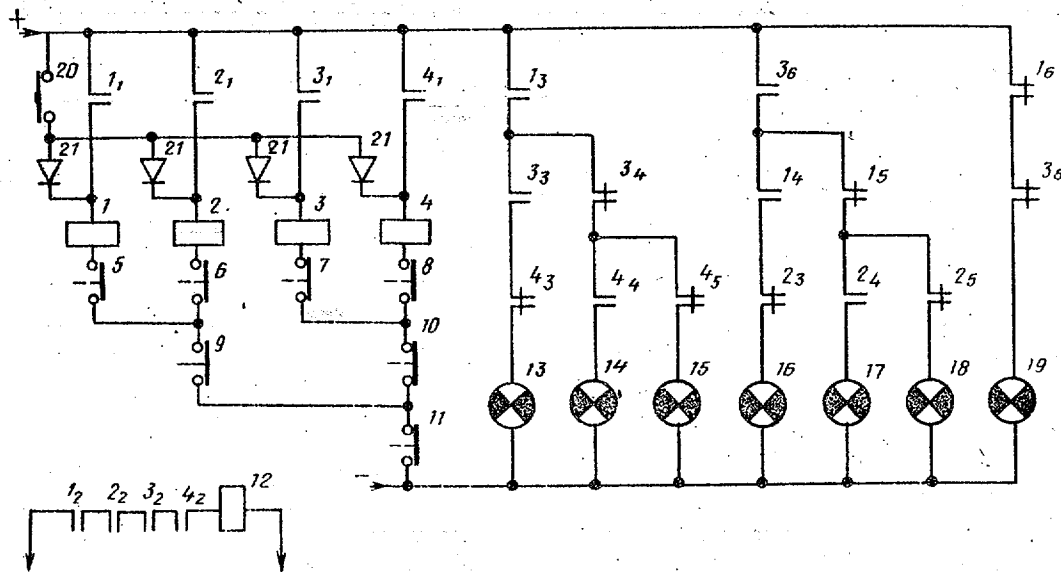 +
20 1₁ 2₁ 3₁ 4₁ 1₃ 3₆ 1₆
21 21 21 21
3₃ 3₄ 1₄ 1₅ 3₈
1 2 3 4
5 6 7 8
4₃ 4₄ 4₅ 2₃ 2₄ 2₅
9 10
13 14 15 16 17 18 19
11
-
1₂ 2₂ 3₂ 4₂ 12